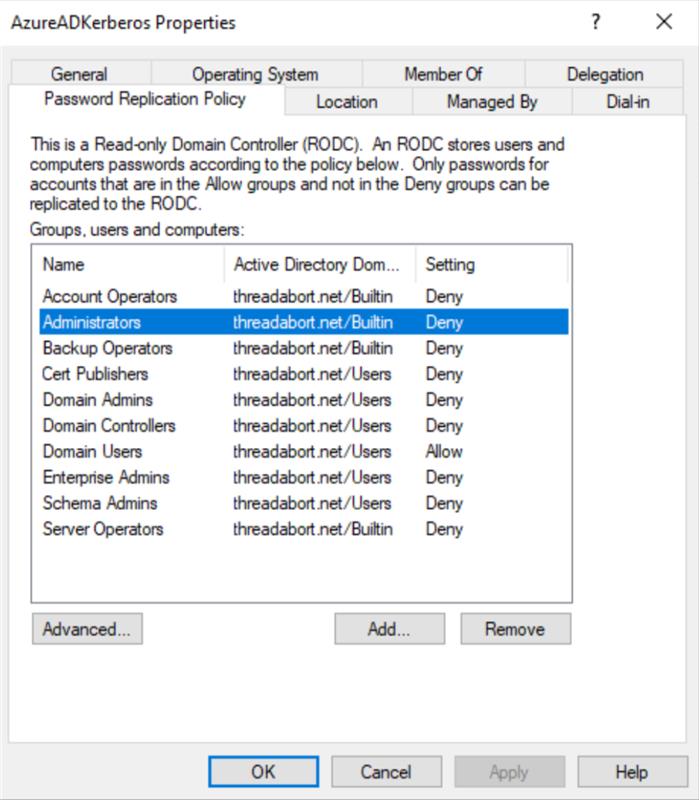 AzureADKerberos Properties ? ×
General Operating System Member Of Delegation
Password Replication Policy Location Managed By Dial-in
This is a Read-only Domain Controller (RODC). An RODC stores users and
computers passwords according to the policy below. Only passwords for
accounts that are in the Allow groups and not in the Deny groups can be
replicated to the RODC.
Groups, users and computers:
Name Active Directory Dom... Setting
Account Operators threadabort.net/Builtin Deny
Administrators threadabort.net/Builtin Deny
Backup Operators threadabort.net/Builtin Deny
Cert Publishers threadabort.net/Users Deny
Domain Admins threadabort.net/Users Deny
Domain Controllers threadabort.net/Users Deny
Domain Users threadabort.net/Users Allow
Enterprise Admins threadabort.net/Users Deny
Schema Admins threadabort.net/Users Deny
Server Operators threadabort.net/Builtin Deny
Advanced... Add... Remove
OK Cancel Apply Help